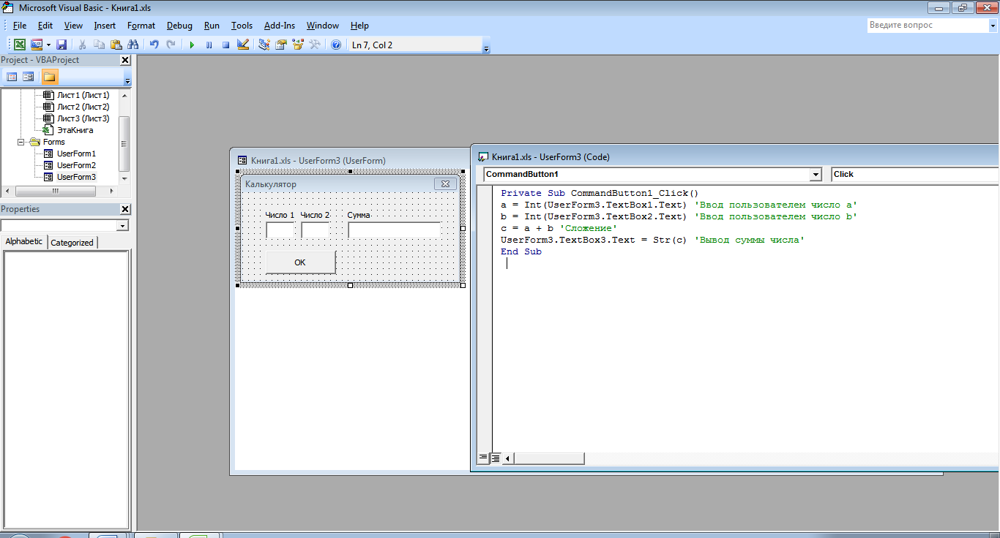 Microsoft Visual Basic - Книга1.xls
File Edit View Insert Format Debug Run Tools Add-Ins Window Help
Введите вопрос
Ln 7, Col 2
Project - VBAProject
Лист1 (Лист1)
Лист2 (Лист2)
Лист3 (Лист3)
ЭтаКнига
Forms
UserForm1
UserForm2
UserForm3
Properties
Alphabetic Categorized
Книга1.xls - UserForm3 (UserForm)
Калькулятор
Число 1 Число 2 Сумма
OK
Книга1.xls - UserForm3 (Code)
CommandButton1 Click
Private Sub CommandButton1_Click()
a = Int(UserForm3.TextBox1.Text) 'Ввод пользователем число a'
b = Int(UserForm3.TextBox2.Text) 'Ввод пользователем число b'
c = a + b 'Сложение'
UserForm3.TextBox3.Text = Str(c) 'Вывод суммы числа'
End Sub